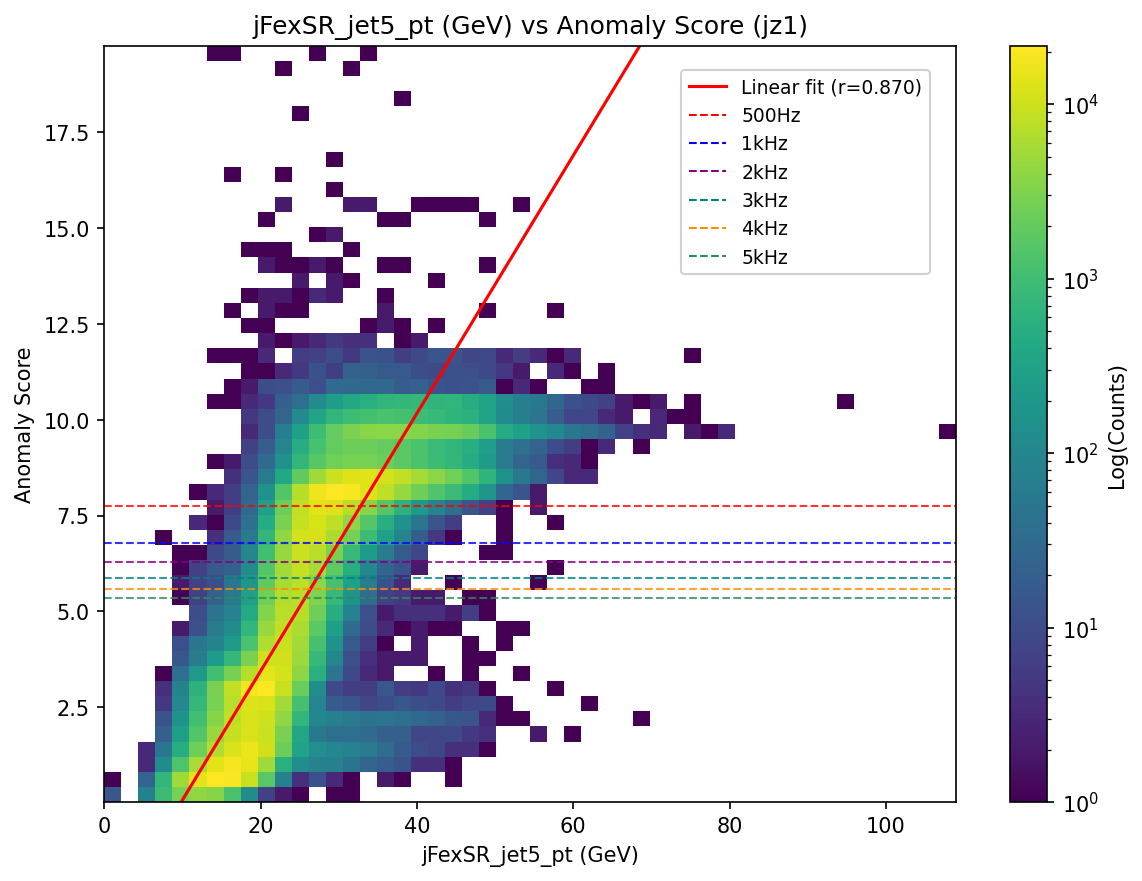 jFexSR_jet5_pt (GeV) vs Anomaly Score (jz1)
Linear fit (r=0.870)
500Hz
1kHz
2kHz
3kHz
4kHz
5kHz
17.5
15.0
12.5
10.0
7.5
5.0
2.5
Anomaly Score
0 20 40 60 80 100
jFexSR_jet5_pt (GeV)
10⁴
10³
10²
10¹
10⁰
Log(Counts)